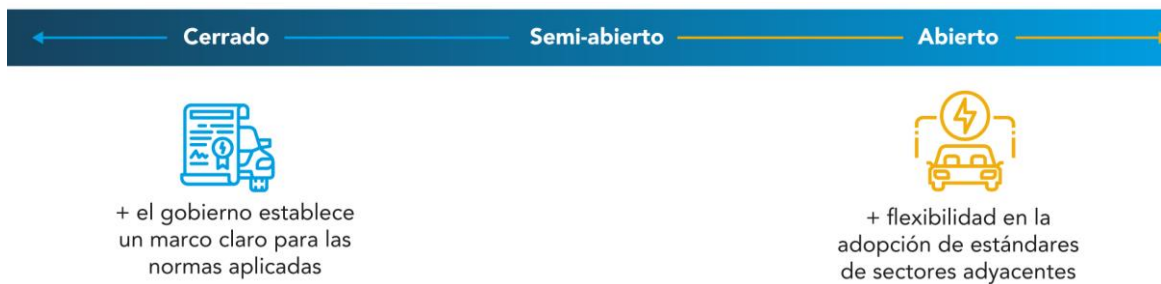 Cerrado
Semi-abierto
Abierto
+ el gobierno establece
un marco claro para las
normas aplicadas
+ flexibilidad en la
adopción de estándares
de sectores adyacentes